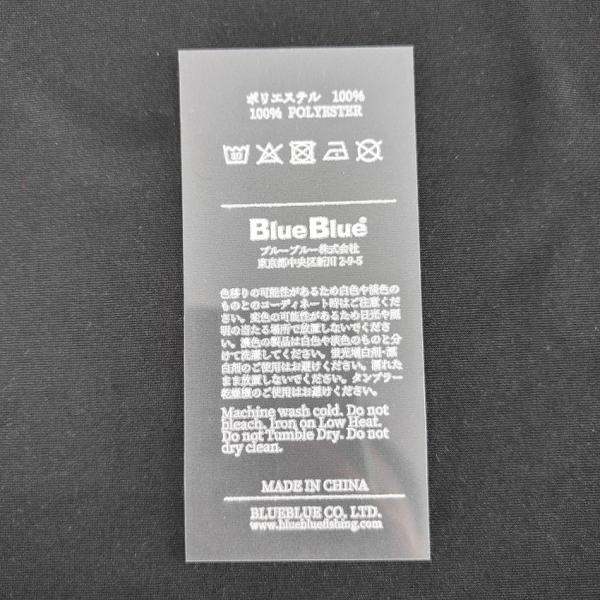 ポリエステル 100%
100% POLYESTER
30
BlueBlue®
ブルーブルー株式会社
東京都中央区新川 2-9-5
色移りの可能性があるため白色や淡色の
ものとのコーディネート時はご注意くださ
い。変色の可能性があるため日光や照
明の当たる場所で放置しないでくださ
い。濃色の製品は白色や淡色のものと分
けて洗濯してください。蛍光増白剤・漂
白剤のご使用はお避けください。濡れた
まま放置しないでください。タンブラー
乾燥機のご使用はお避けください。
Machine wash cold. Do not
bleach. Iron on Low Heat.
Do not Tumble Dry. Do not
dry clean.
MADE IN CHINA
BLUEBLUE CO. LTD.
www.bluebluefishing.com